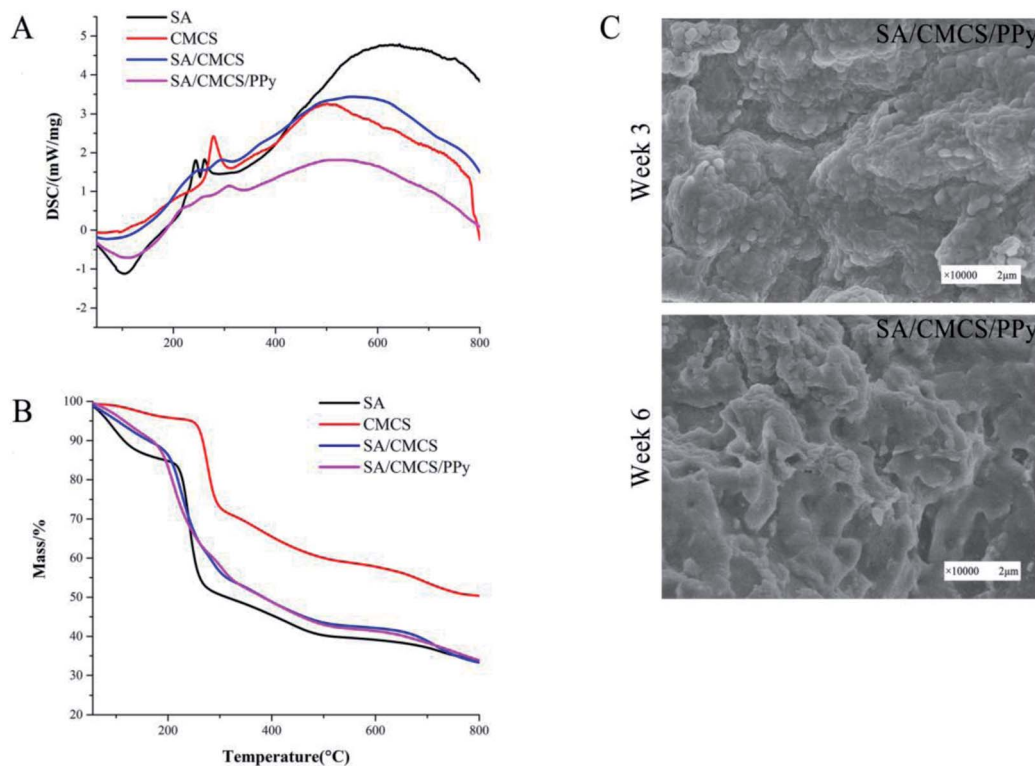 A
SA
CMCS
SA/CMCS
SA/CMCS/PPy
DSC/(mW/mg)
5
4
3
2
1
0
-1
-2
200
400
600
800
B
SA
CMCS
SA/CMCS
SA/CMCS/PPy
Mass/%
100
90
80
70
60
50
40
30
20
200
400
600
800
Temperature(°C)
C
SA/CMCS/PPy
Week 3
×10000 2μm
SA/CMCS/PPy
Week 6
×10000 2μm